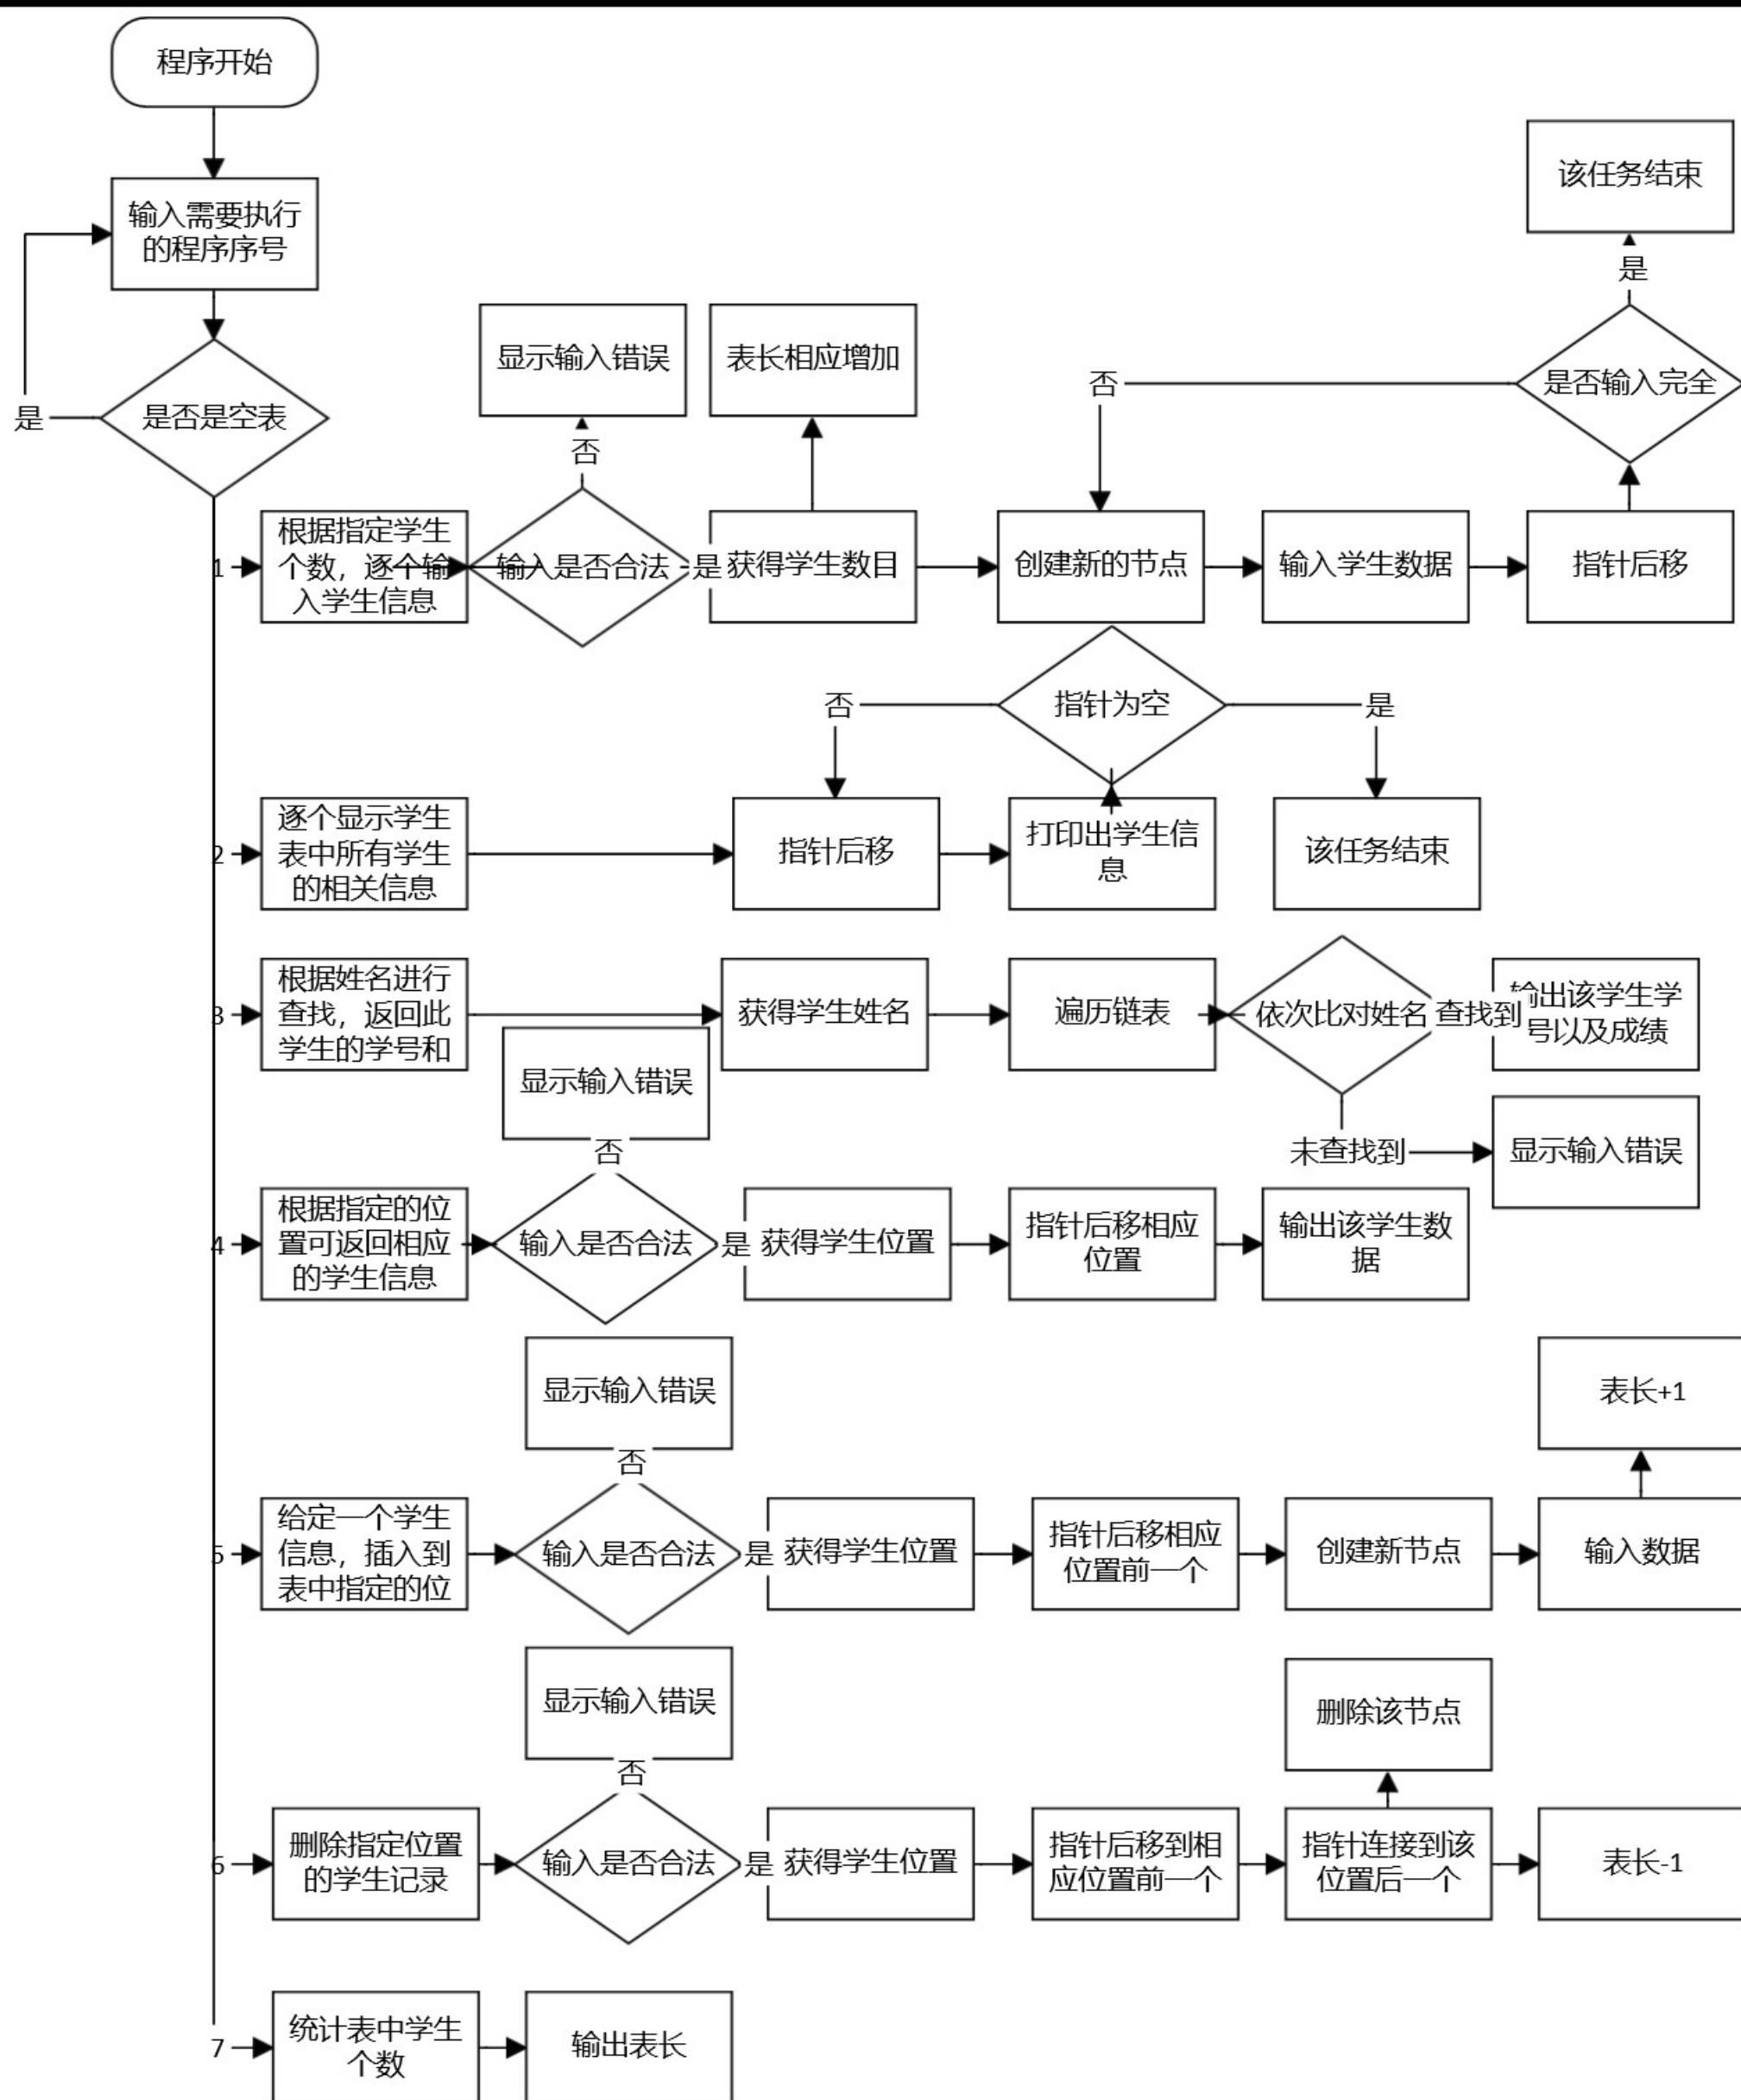 程序开始
输入需要执行
的程序序号
是否是空表
是
显示输入错误
否
表长相应增加
该任务结束
是
是否输入完全
否
1
根据指定学生
个数，逐个输
入学生信息
输入是否合法
是
获得学生数目
创建新的节点
输入学生数据
指针后移
指针为空
否
是
2
逐个显示学生
表中所有学生
的相关信息
指针后移
打印出学生信
息
该任务结束
3
根据姓名进行
查找，返回此
学生的学号和
获得学生姓名
遍历链表
依次比对姓名
查找到
输出该学生学
号以及成绩
未查找到
显示输入错误
显示输入错误
否
4
根据指定的位
置可返回相应
的学生信息
输入是否合法
是
获得学生位置
指针后移相应
位置
输出该学生数
据
显示输入错误
否
表长+1
5
给定一个学生
信息，插入到
表中指定的位
输入是否合法
是
获得学生位置
指针后移相应
位置前一个
创建新节点
输入数据
显示输入错误
否
删除该节点
6
删除指定位置
的学生记录
输入是否合法
是
获得学生位置
指针后移到相
应位置前一个
指针连接到该
位置后一个
表长-1
7
统计表中学生
个数
输出表长